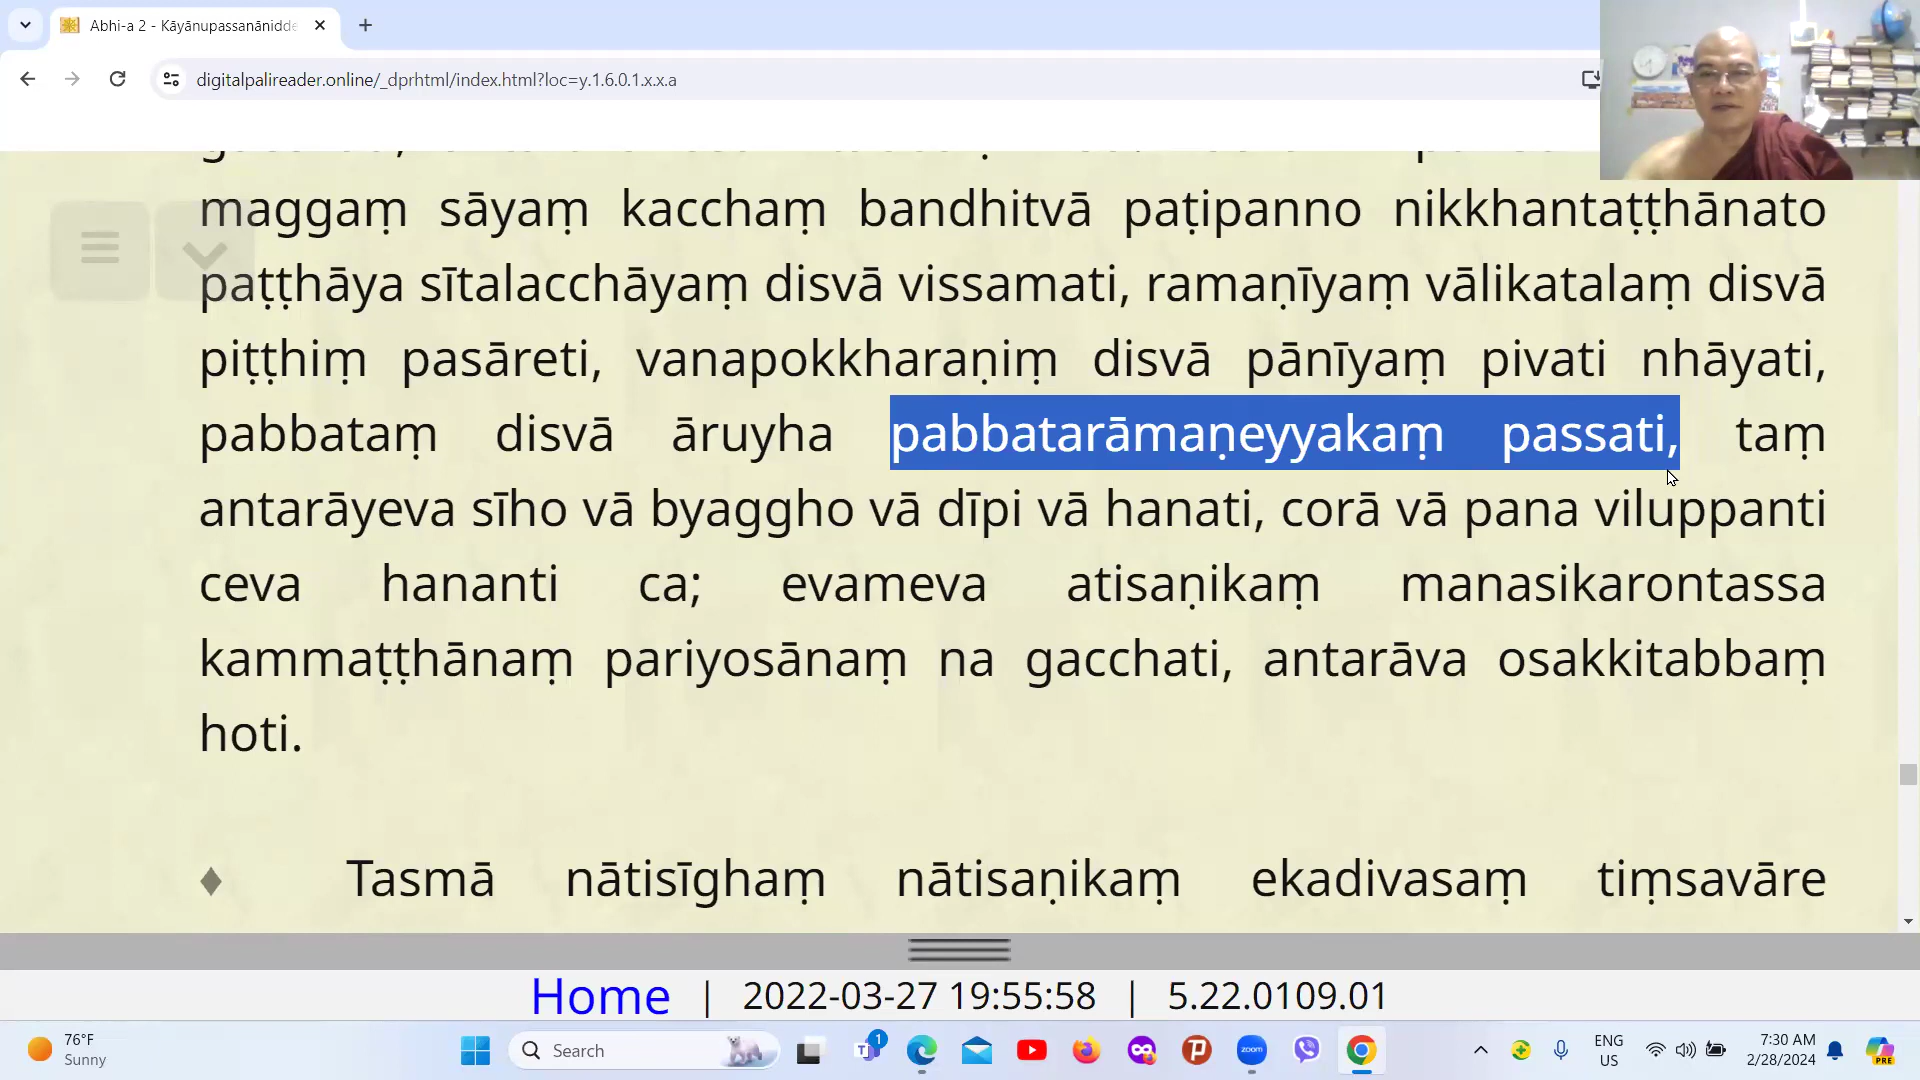 Abhi-a 2 - Kāyānupassanānidde
digitalpalireader.online/_dprhtml/index.html?loc=y.1.6.0.1.x.x.a
maggaṃ sāyaṃ kacchaṃ bandhitvā paṭipanno nikkhantaṭṭhānato
paṭṭhāya sītalacchāyaṃ disvā vissamati, ramaṇīyaṃ vālikatalaṃ disvā
piṭṭhiṃ pasāreti, vanapokkharaṇiṃ disvā pānīyaṃ pivati nhāyati,
pabbataṃ disvā āruyha pabbatarāmaṇeyyakaṃ passati, taṃ
antarāyeva sīho vā byaggho vā dīpi vā hanati, corā vā pana viluppanti
ceva hananti ca; evameva atisaṇikaṃ manasikarontassa
kammaṭṭhānaṃ pariyosānaṃ na gacchati, antarāva osakkitabbaṃ
hoti.
♦ Tasmā nātisīghaṃ nātisaṇikaṃ ekadivasaṃ tiṃsavāre
Home | 2022-03-27 19:55:58 | 5.22.0109.01
76°F
Sunny
Search
1
zoom
ENG
US
7:30 AM
2/28/2024
PRE